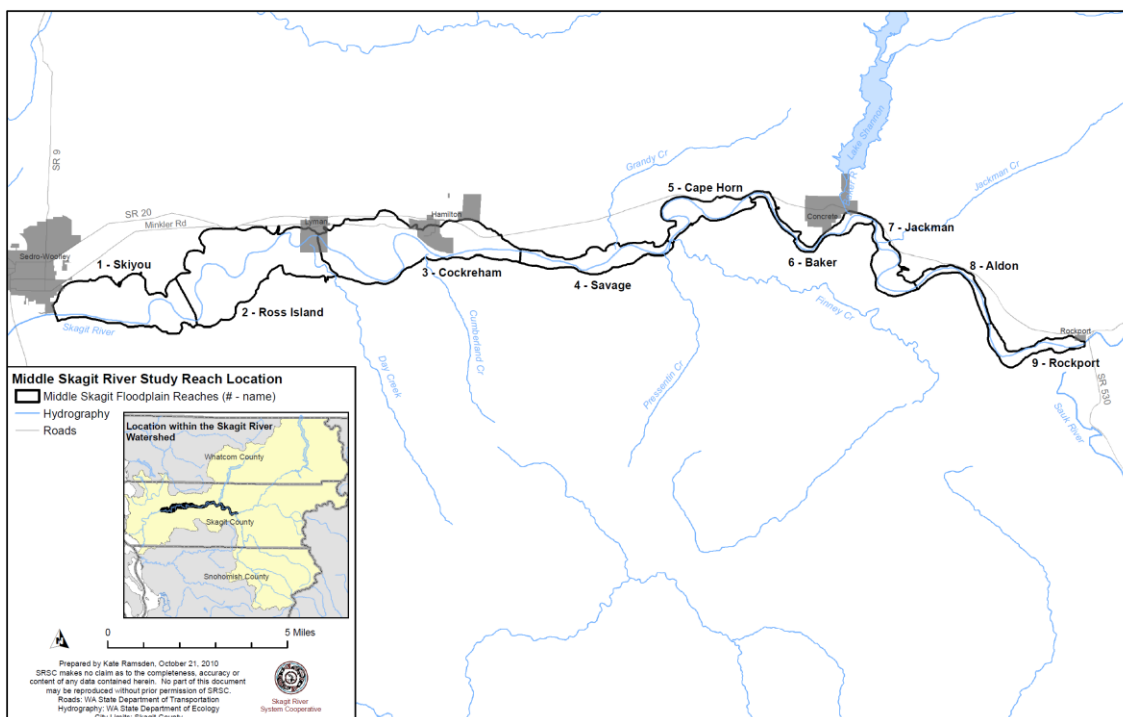 SR 9
SR 20
Minkler Rd
Sedro-Woolley
1 - Skiyou
Skagit River
2 - Ross Island
Lyman
Hamilton
3 - Cockreham
Day Creek
Cumberland Cr
4 - Savage
Grandy Cr
5 - Cape Horn
Pressentin Cr
Finney Cr
Concrete
6 - Baker
Lake Shannon
Jackman Cr
7 - Jackman
8 - Aldon
Rockport
9 - Rockport
SR 530
Sauk River
Middle Skagit River Study Reach Location
Middle Skagit Floodplain Reaches (# - name)
Hydrography
Roads
Location within the Skagit River
Watershed
Whatcom County
Skagit County
Snohomish County
0 5 Miles
Prepared by Kate Ramsden, October 21, 2010
SRSC makes no claim as to the completeness, accuracy or
content of any data contained herein. No part of this document
may be reproduced without prior permission of SRSC.
Roads: WA State Department of Transportation
Hydrography: WA State Department of Ecology
City Limits: Skagit County
Skagit River
System Cooperative